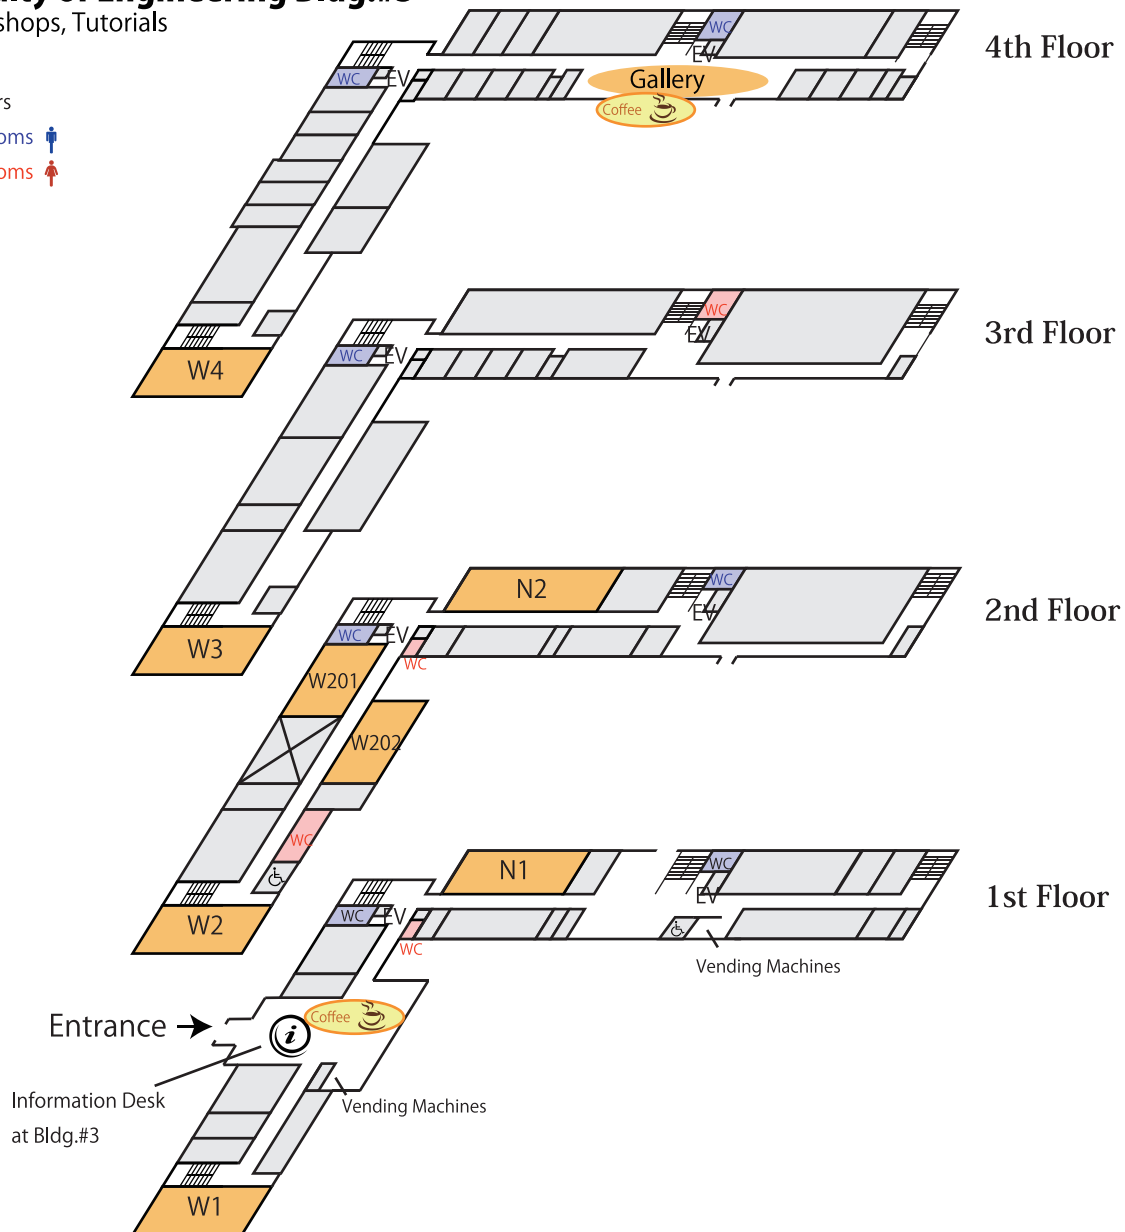 shops, Tutorials
4th Floor
WC
EV
WC
EV
Gallery
Coffee
W4
3rd Floor
WC
EV
WC
EV
W3
2nd Floor
N2
WC
EV
WC
EV
WC
W201
W202
WC
W2
1st Floor
N1
WC
EV
WC
EV
WC
Vending Machines
Coffee
Entrance
i
Information Desk
at Bldg.#3
Vending Machines
W1